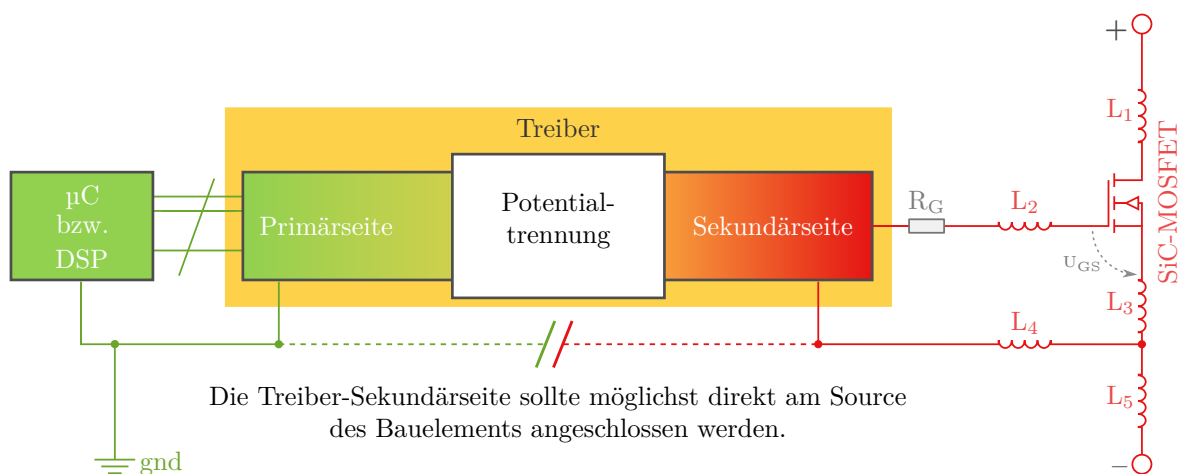 +
L1
Treiber
SiC-MOSFET
µC
bzw.
DSP
Primärseite
Potential-
trennung
Sekundärseite
RG
L2
UGS
L3
L4
Die Treiber-Sekundärseite sollte möglichst direkt am Source
des Bauelements angeschlossen werden.
L5
gnd
−